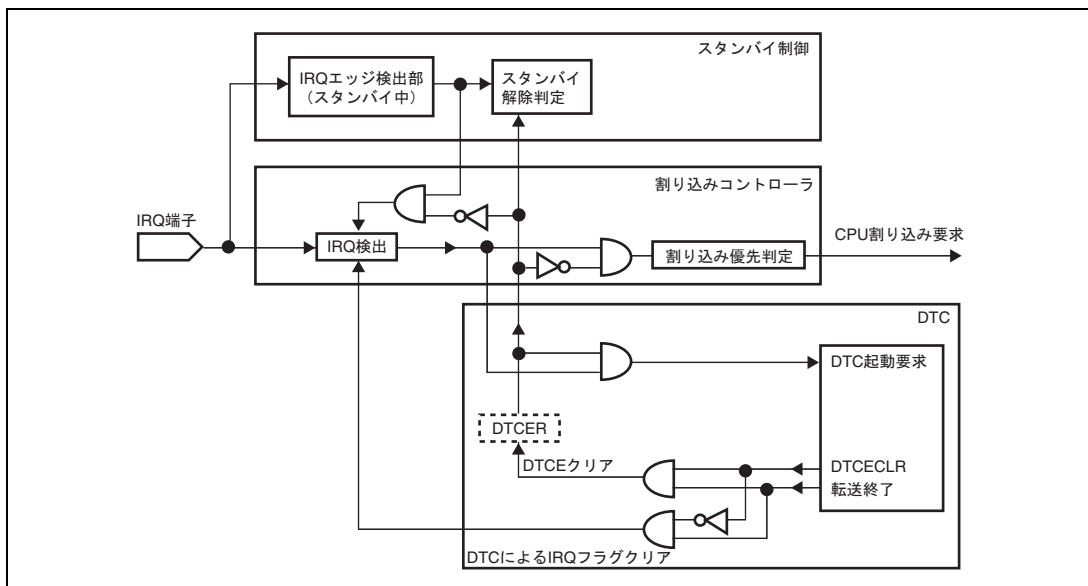 スタンバイ制御
IRQエッジ検出部
（スタンバイ中）
スタンバイ
解除判定
割り込みコントローラ
IRQ端子
IRQ検出
割り込み優先判定
CPU割り込み要求
DTC
DTC起動要求
DTCER
DTCEクリア
DTCECLR
転送終了
DTCによるIRQフラグクリア